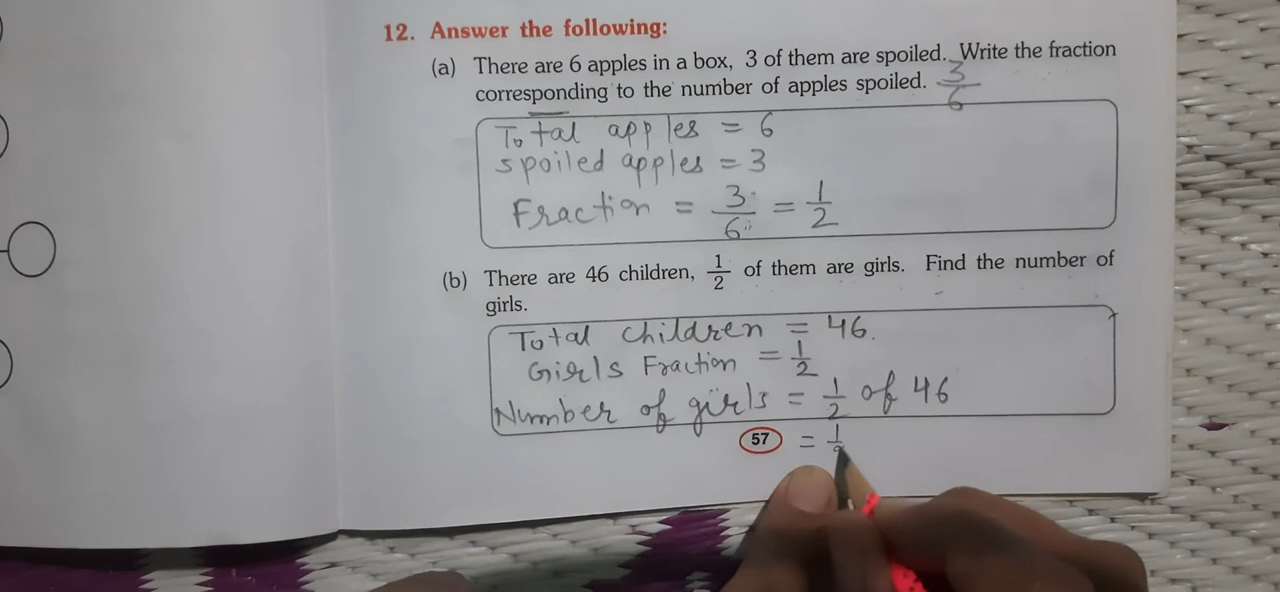 12. Answer the following:
(a) There are 6 apples in a box, 3 of them are spoiled. Write the fraction
corresponding to the number of apples spoiled. 3/6
Total apples = 6
spoiled apples = 3
Fraction = 3/6 = 1/2
(b) There are 46 children, 1/2 of them are girls. Find the number of
girls.
Total children = 46.
Girls Fraction = 1/2
Number of girls = 1/2 of 46
57 = 1/